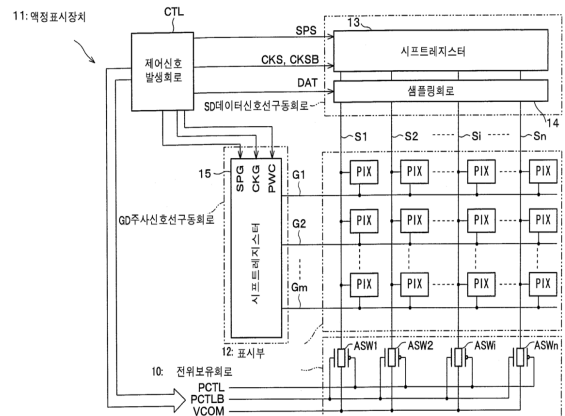 CTL
11: 액정표시장치
SPS
13
제어신호
발생회로
CKS, CKSB
시프트레지스터
DAT
샘플링회로
SD데이터신호선구동회로
14
S1
S2
Si
Sn
15
SPG
CKG
PWC
G1
PIX
PIX
PIX
PIX
GD주사신호선구동회로
G2
PIX
PIX
PIX
PIX
시프트레지스터
Gm
PIX
PIX
PIX
PIX
12: 표시부
10: 전위보유회로
ASW1
ASW2
ASWi
ASWn
PCTL
PCTLB
VCOM